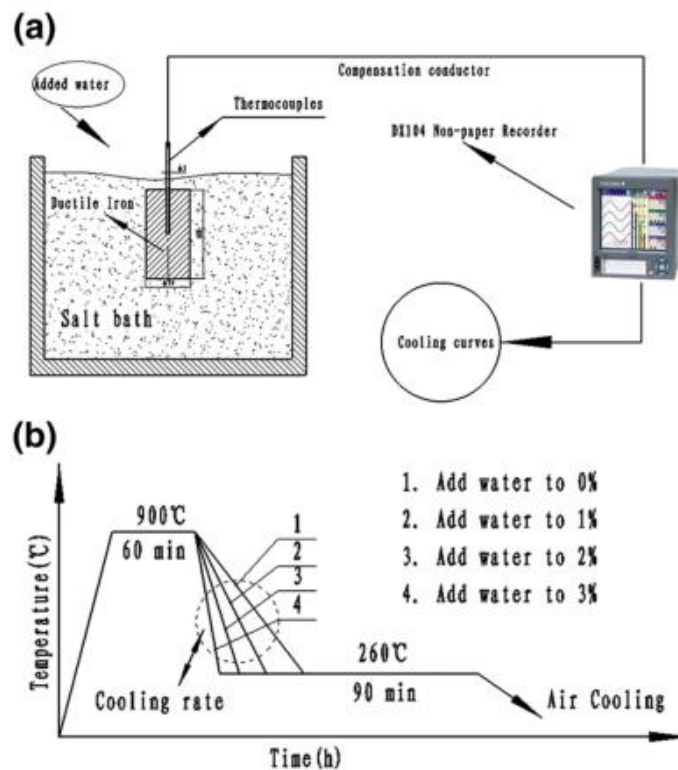 (a)
Added water
Compensation conductor
Thermocouples
DX104 Non-paper Recorder
Ductile Iron
Salt bath
Cooling curves
(b)
Temperature(℃)
900℃
60 min
1
2
3
4
1. Add water to 0%
2. Add water to 1%
3. Add water to 2%
4. Add water to 3%
Cooling rate
260℃
90 min
Air Cooling
Time(h)